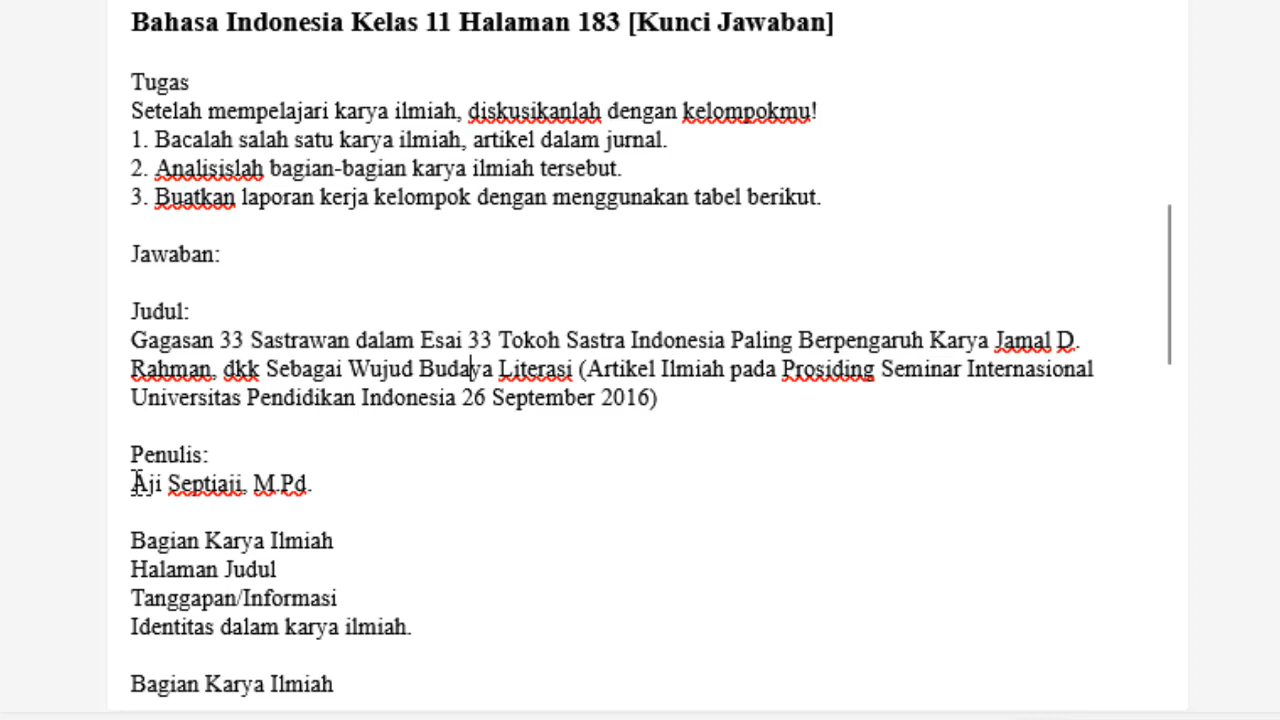 Bahasa Indonesia Kelas 11 Halaman 183 [Kunci Jawaban]
Tugas
Setelah mempelajari karya ilmiah, diskusikanlah dengan kelompokmu!
1. Bacalah salah satu karya ilmiah, artikel dalam jurnal.
2. Analisislah bagian-bagian karya ilmiah tersebut.
3. Buatkan laporan kerja kelompok dengan menggunakan tabel berikut.
Jawaban:
Judul:
Gagasan 33 Sastrawan dalam Esai 33 Tokoh Sastra Indonesia Paling Berpengaruh Karya Jamal D.
Rahman, dkk Sebagai Wujud Budaya Literasi (Artikel Ilmiah pada Prosiding Seminar Internasional
Universitas Pendidikan Indonesia 26 September 2016)
Penulis:
Aji Septiaji, M.Pd.
Bagian Karya Ilmiah
Halaman Judul
Tanggapan/Informasi
Identitas dalam karya ilmiah.
Bagian Karya Ilmiah